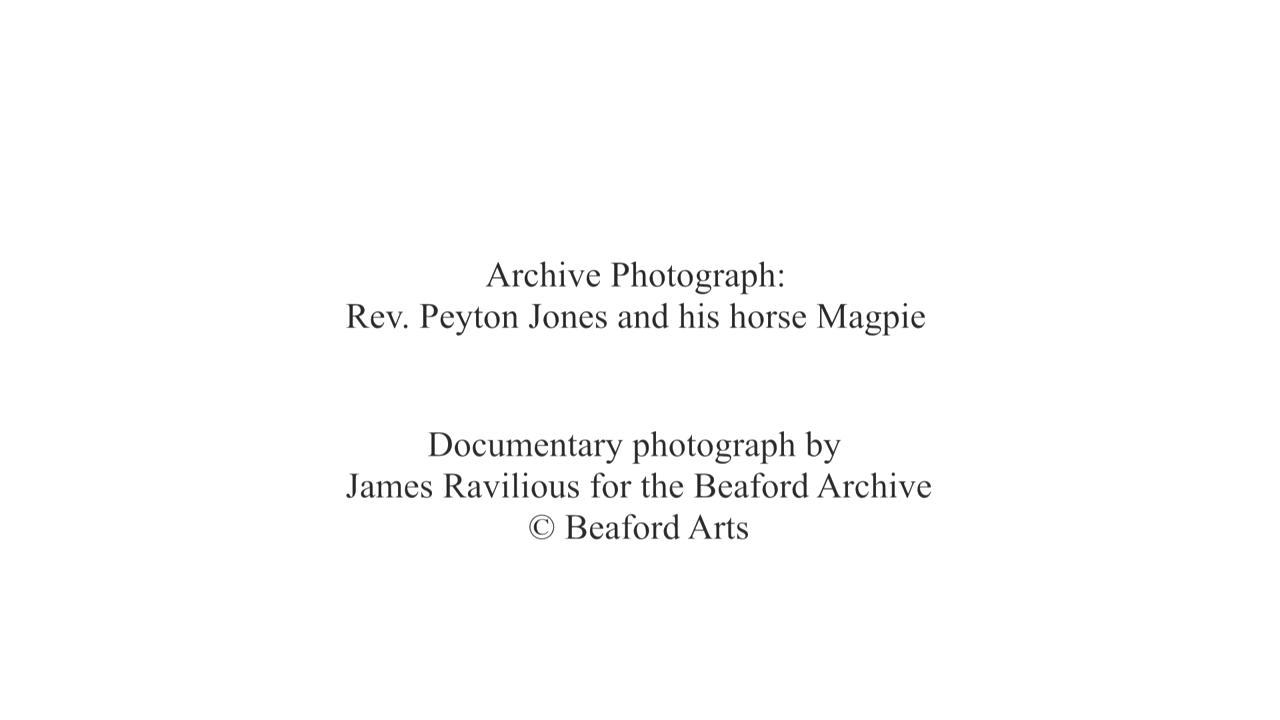 Archive Photograph:
Rev. Peyton Jones and his horse Magpie
Documentary photograph by
James Ravilious for the Beaford Archive
© Beaford Arts